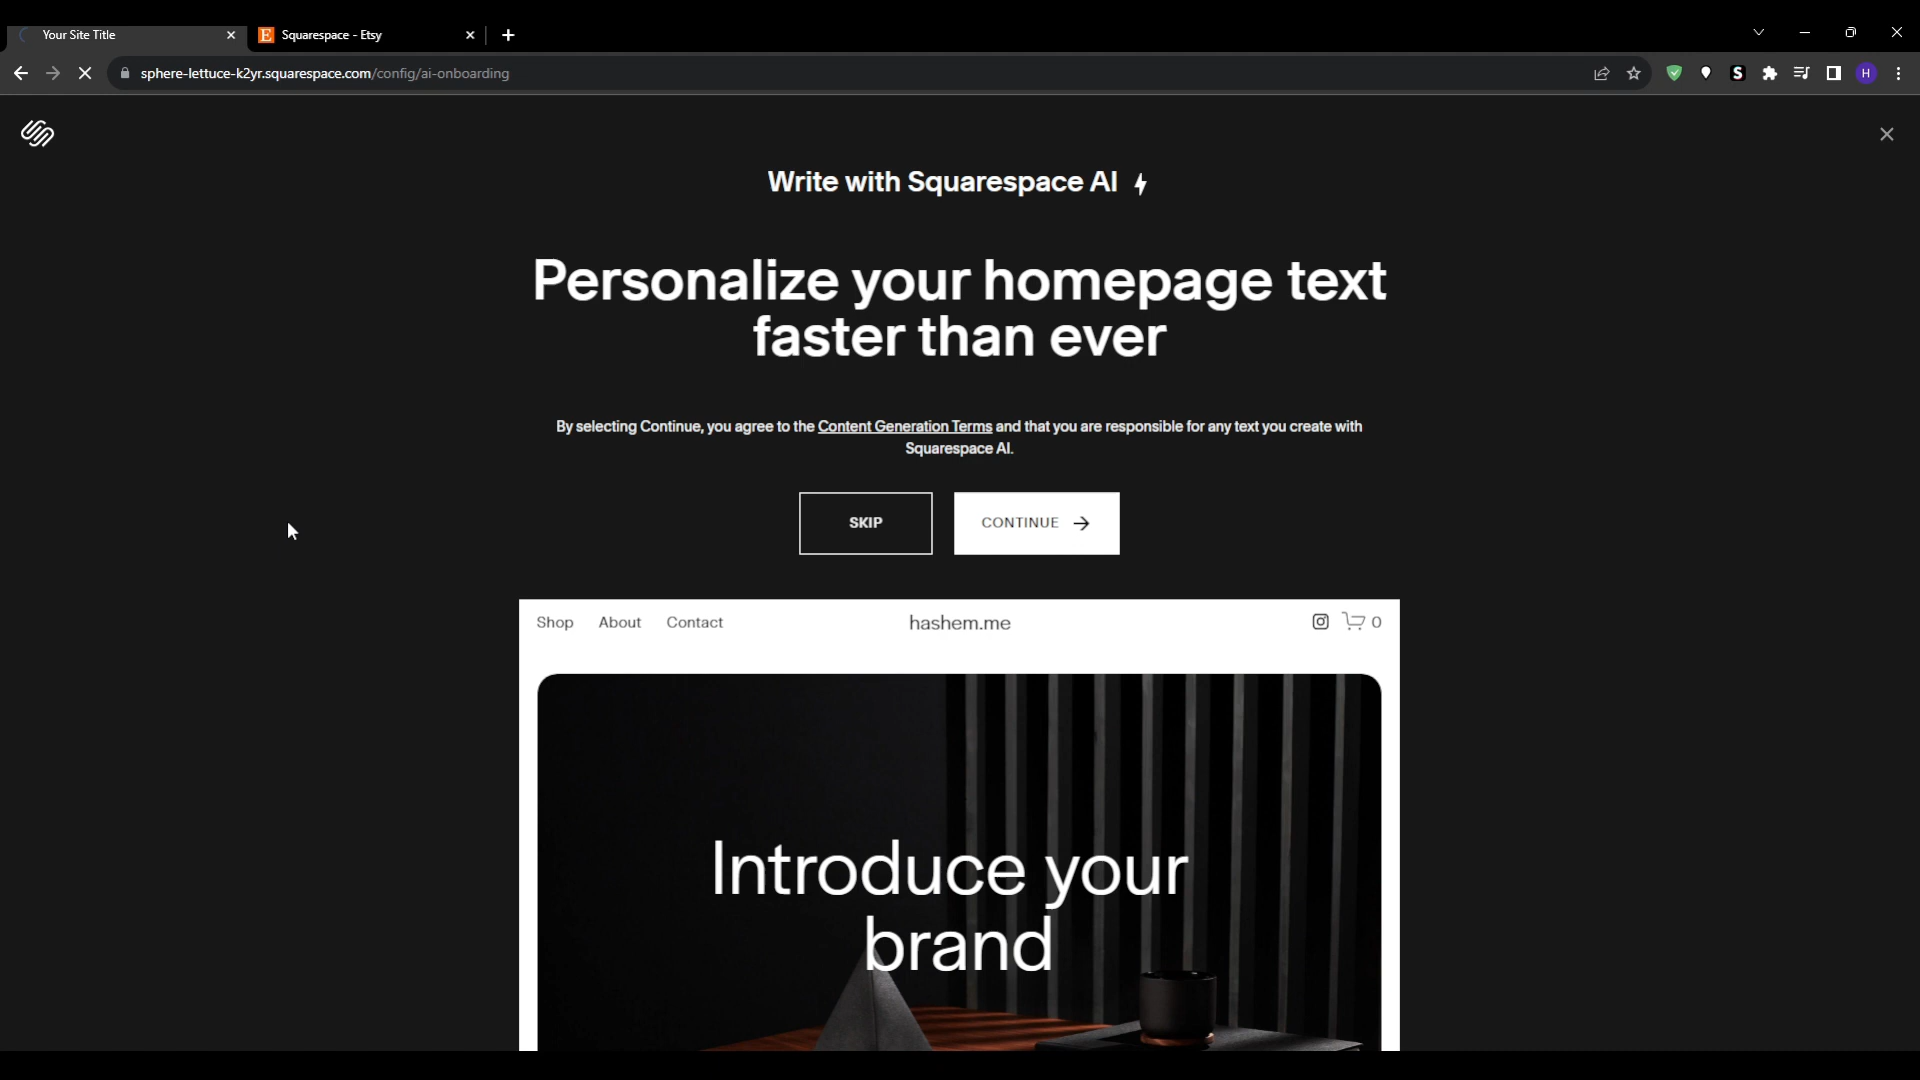 Your Site Title
Squarespace - Etsy
sphere-lettuce-k2yr.squarespace.com/config/ai-onboarding
S
H
Write with Squarespace AI
Personalize your homepage text
faster than ever
By selecting Continue, you agree to the Content Generation Terms and that you are responsible for any text you create with
Squarespace AI.
SKIP
CONTINUE
Shop About Contact hashem.me 0
Introduce your
brand